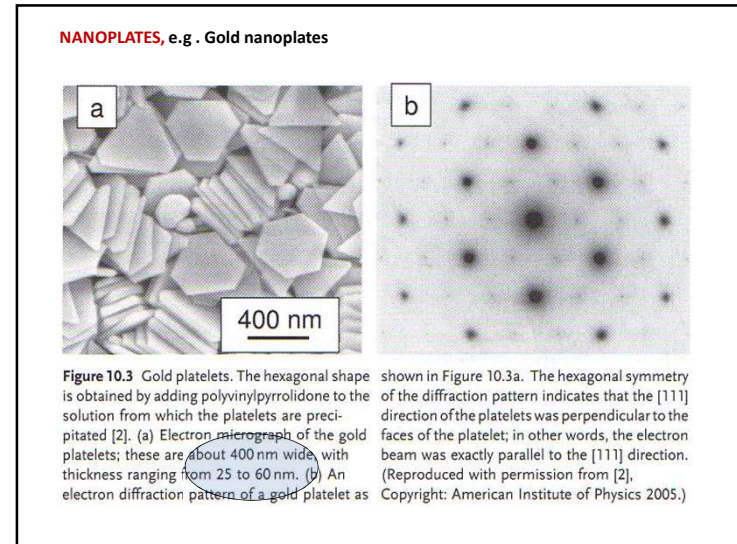 NANOPLATES, e.g . Gold nanoplates
a
b
400 nm
Figure 10.3 Gold platelets. The hexagonal shape
is obtained by adding polyvinylpyrrolidone to the
solution from which the platelets are preci-
pitated [2]. (a) Electron micrograph of the gold
platelets; these are about 400 nm wide, with
thickness ranging from 25 to 60 nm. (b) An
electron diffraction pattern of a gold platelet as
shown in Figure 10.3a. The hexagonal symmetry
of the diffraction pattern indicates that the [111]
direction of the platelets was perpendicular to the
faces of the platelet; in other words, the electron
beam was exactly parallel to the [111] direction.
(Reproduced with permission from [2],
Copyright: American Institute of Physics 2005.)